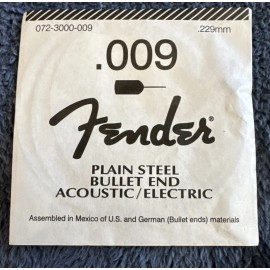 072-3000-009 .229mm
.009
Fender
PLAIN STEEL
BULLET END
ACOUSTIC/ELECTRIC
Assembled in Mexico of U.S. and German (Bullet ends) materials